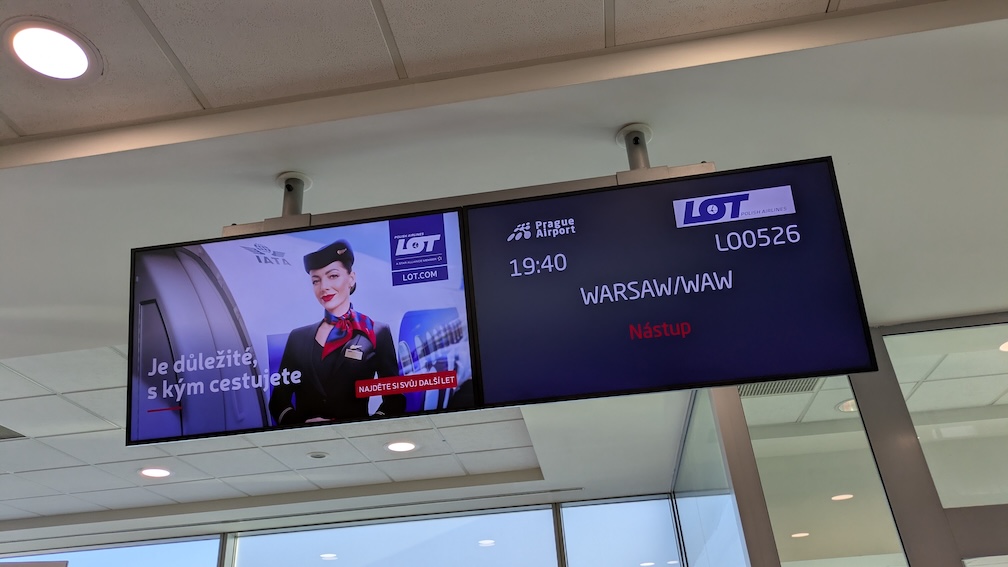 IATA
POLISH AIRLINES
LOT
LOT.COM
Je důležité,
s kým cestujete
NAJDĚTE SI SVŮJ DALŠÍ LET
Prague
Airport
LOT POLISH AIRLINES
19:40
LO0526
WARSAW/WAW
Nástup